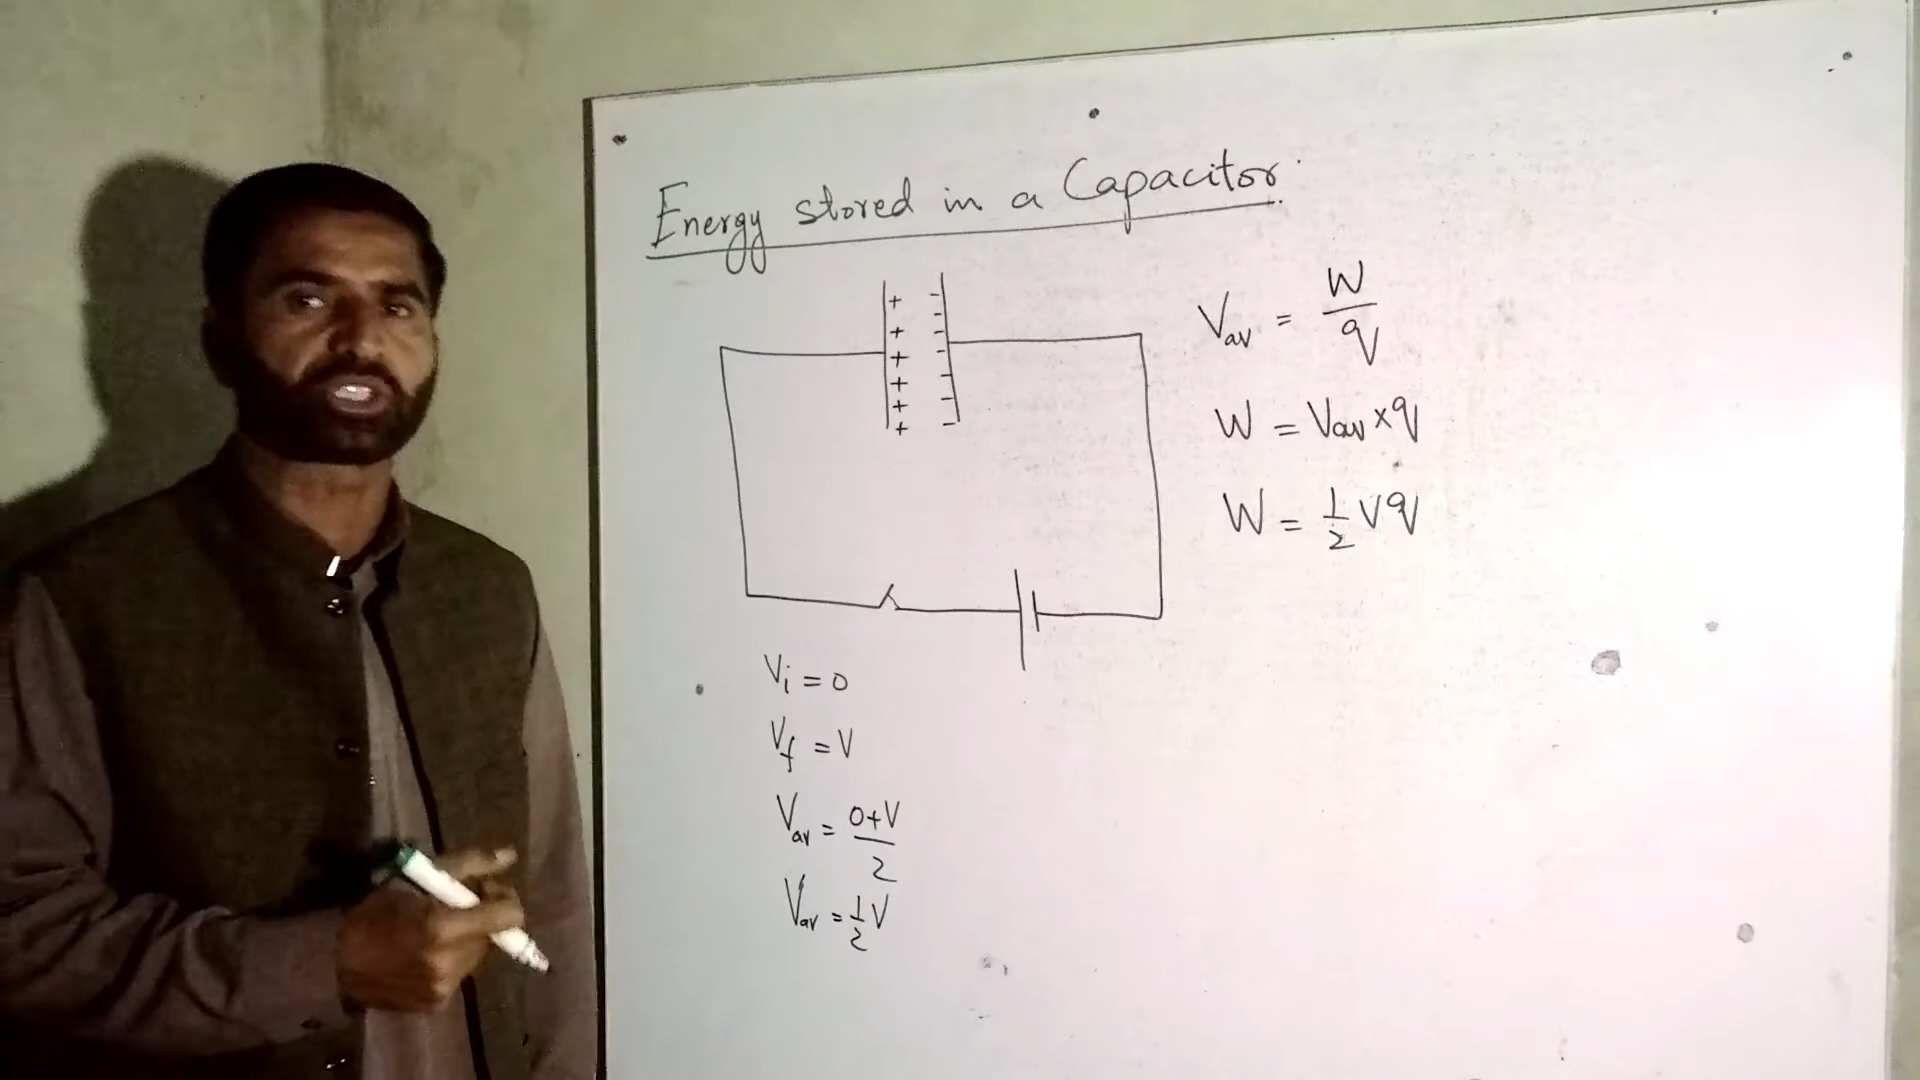 Energy stored in a Capacitor.
+ + + + + +
- - - - - - -
Vi = 0
Vf = V
Vav = 0+V/2
Vav = 1/2 V
Vav = W/q
W = Vav × q
W = 1/2 Vq